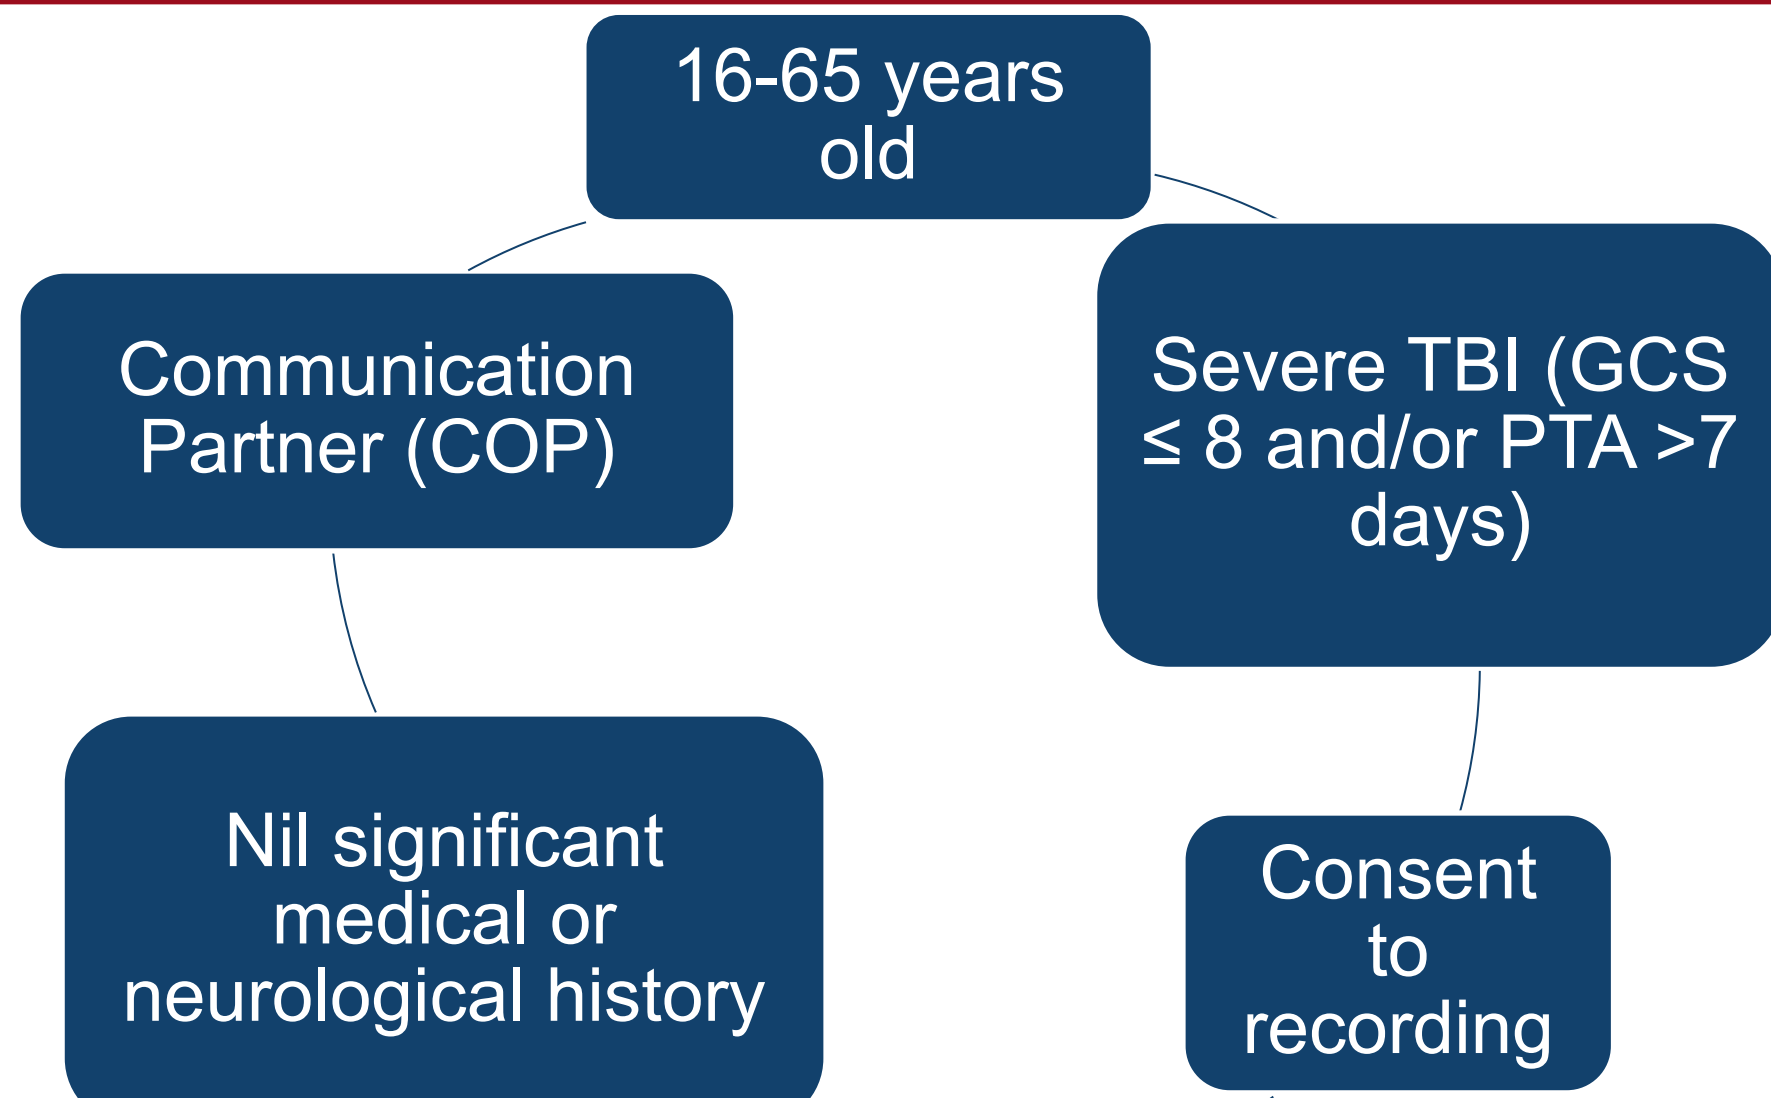 16-65 years
old
Communication
Partner (COP)
Severe TBI (GCS
≤ 8 and/or PTA >7
days)
Nil significant
medical or
neurological history
Consent
to
recording